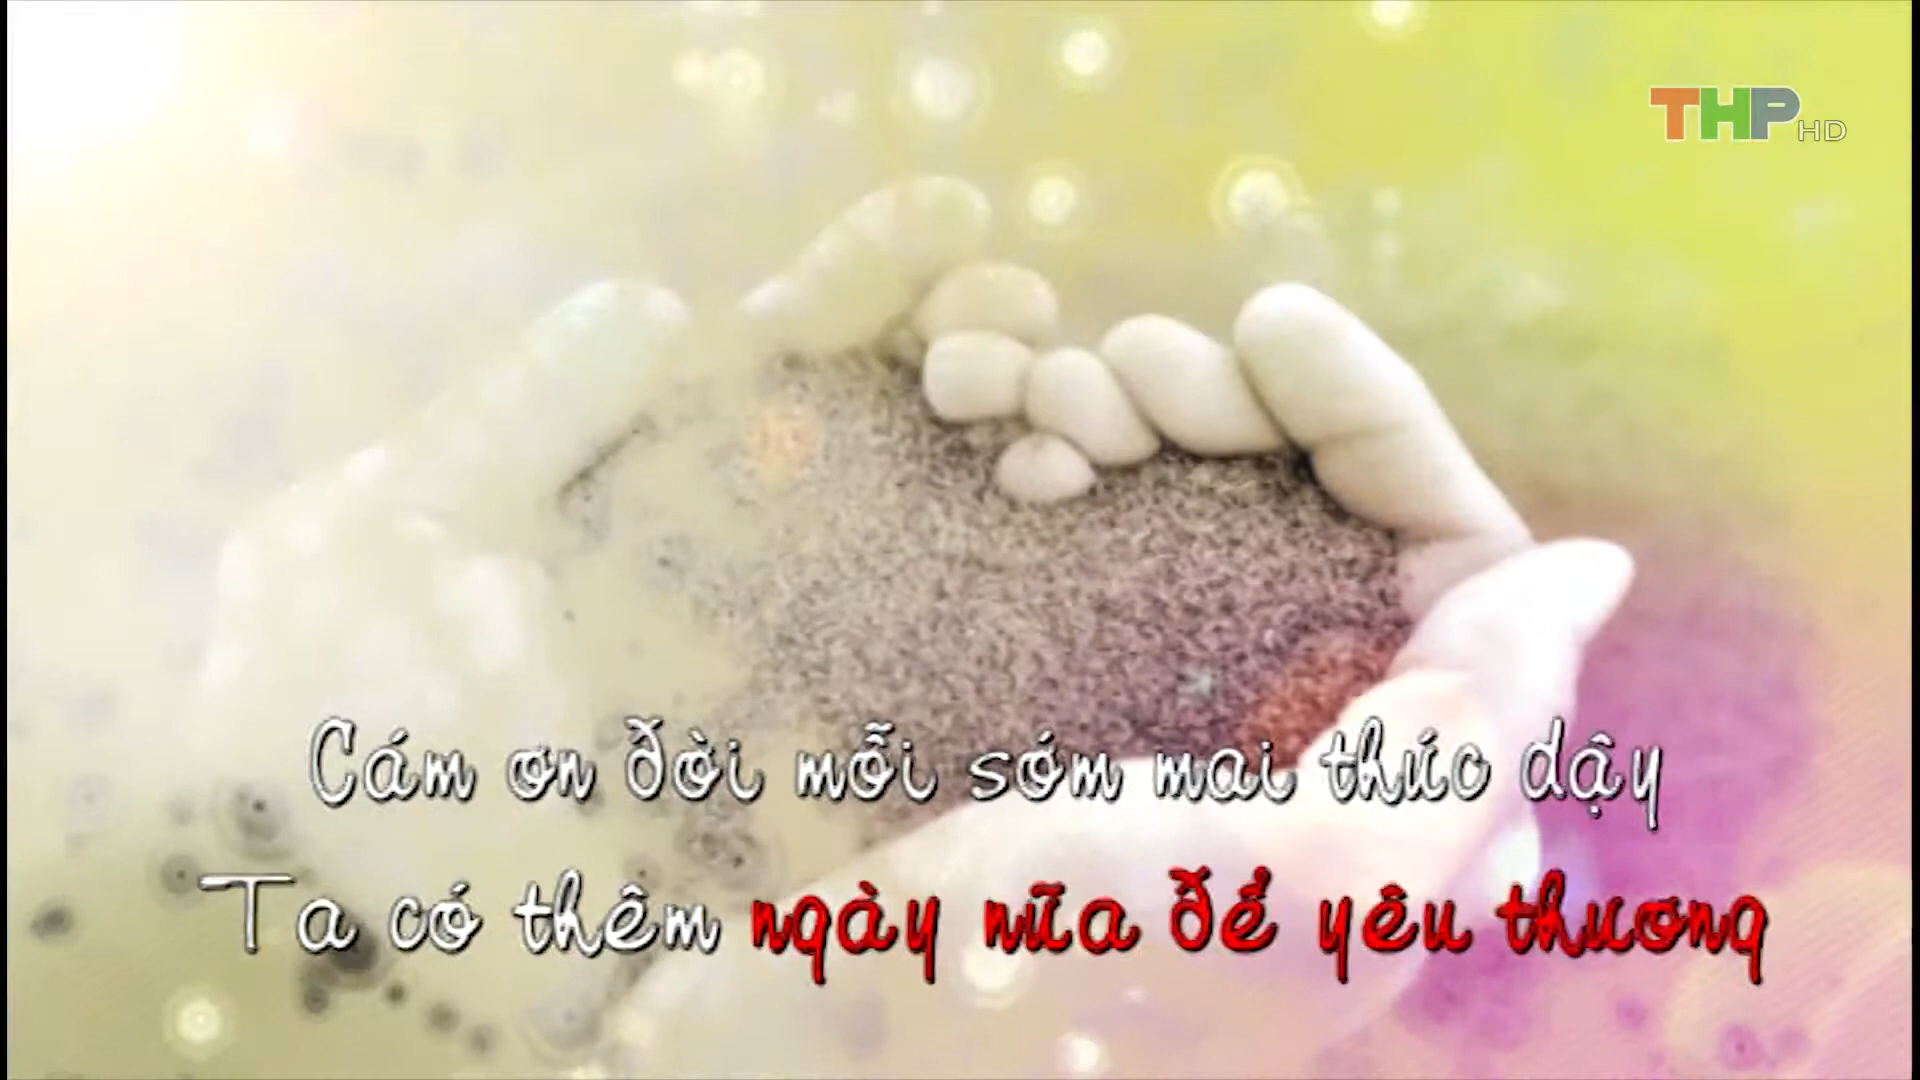 THP HD
Cám ơn đời mỗi sớm mai thức dậy
Ta có thêm ngày nữa để yêu thương